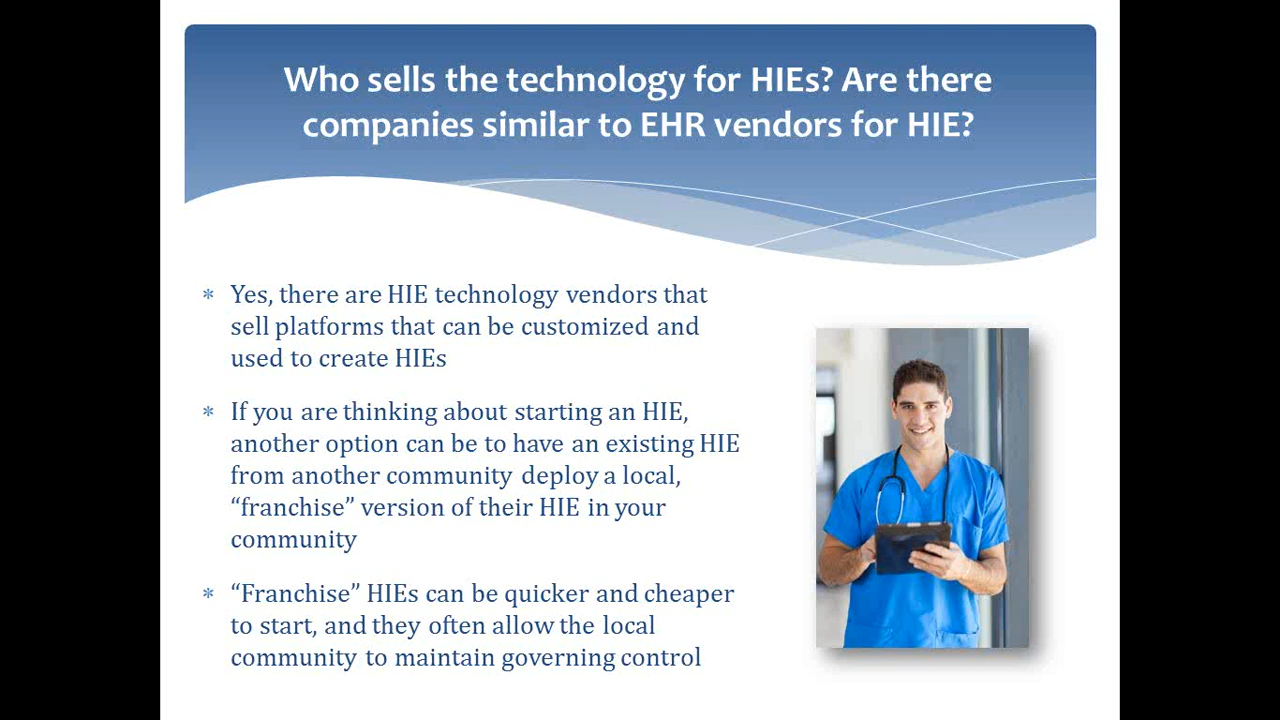 Who sells the technology for HIEs? Are there
companies similar to EHR vendors for HIE?
* Yes, there are HIE technology vendors that
sell platforms that can be customized and
used to create HIEs
* If you are thinking about starting an HIE,
another option can be to have an existing HIE
from another community deploy a local,
“franchise” version of their HIE in your
community
* “Franchise” HIEs can be quicker and cheaper
to start, and they often allow the local
community to maintain governing control